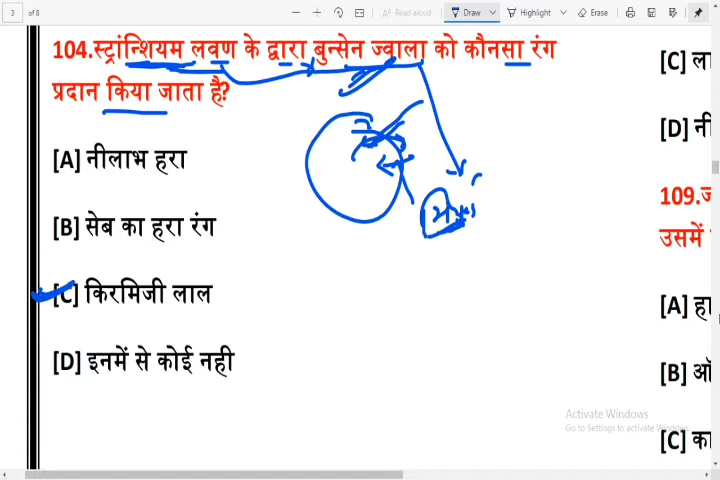 3
of 8
Read aloud
Draw
Highlight
Erase
104.स्ट्रांन्शियम लवण के द्वारा बुन्सेन ज्वाला को कौनसा रंग
प्रदान किया जाता है?
[A] नीलाभ हरा
[B] सेब का हरा रंग
[C] किरमिजी लाल
[D] इनमें से कोई नही
[C] ला
[D] नी
109.ज
उसमें
[A] हा
[B] ऑ
[C] का
Activate Windows
Go to Settings to activate Windows.